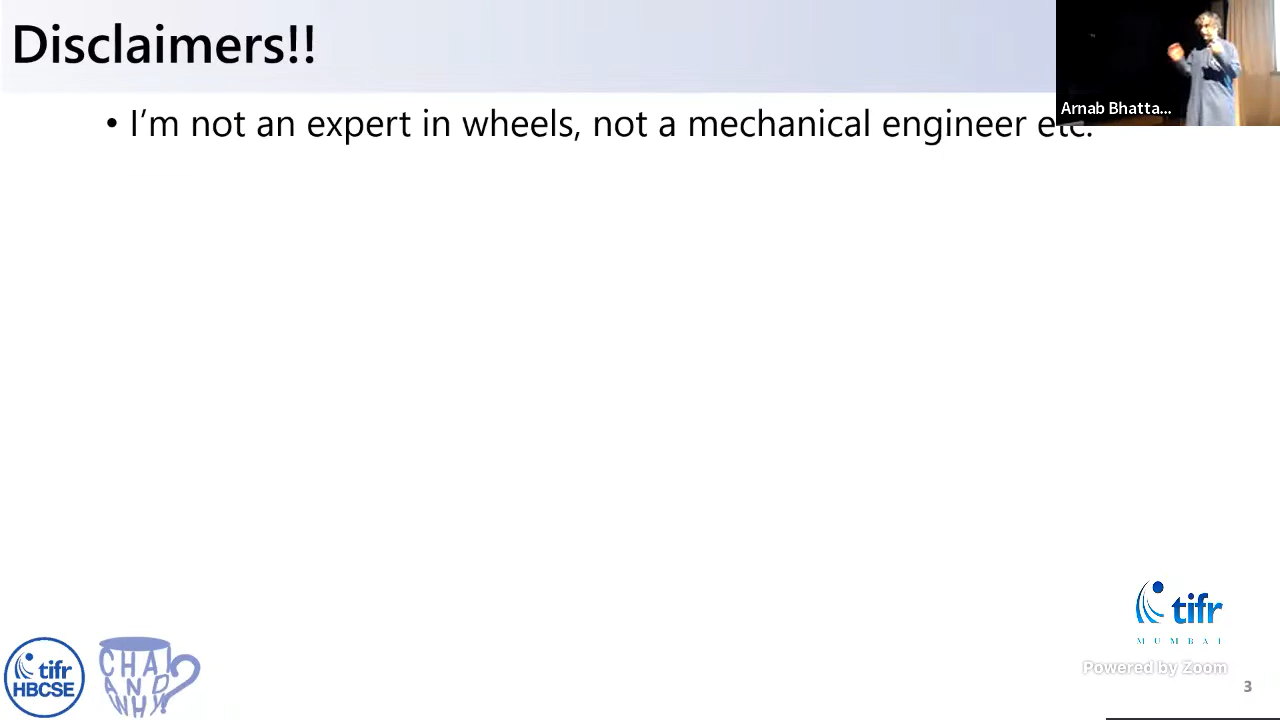 Disclaimers!!
Arnab Bhatta...
• I'm not an expert in wheels, not a mechanical engineer etc.
tifr
MUMBAI
Powered by Zoom
3
tifr
HBCSE
CHAI
AND
WHY?